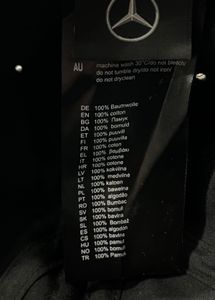 AU machine wash 30°C/do not bleach/
do not tumble dry/do not iron/
do not dryclean/
DE 100% Baumwolle
EN 100% cotton
BG 100% Памук
DA 100% bomuld
ET 100% puuvill
FI 100% puuvilla
FR 100% coton
EL 100% βαμβάκι
IT 100% cotone
HR 100% cotone
LV 100% kokvilna
LT 100% medvilnė
NL 100% katoen
PL 100% bawełna
PT 100% algodão
RO 100% Bumbac
SV 100% bomull
SK 100% bavlna
SL 100% Bombaž
ES 100% algodón
CS 100% bavlna
HU 100% pamut
NO 100% bomull
TR 100% Pamuk